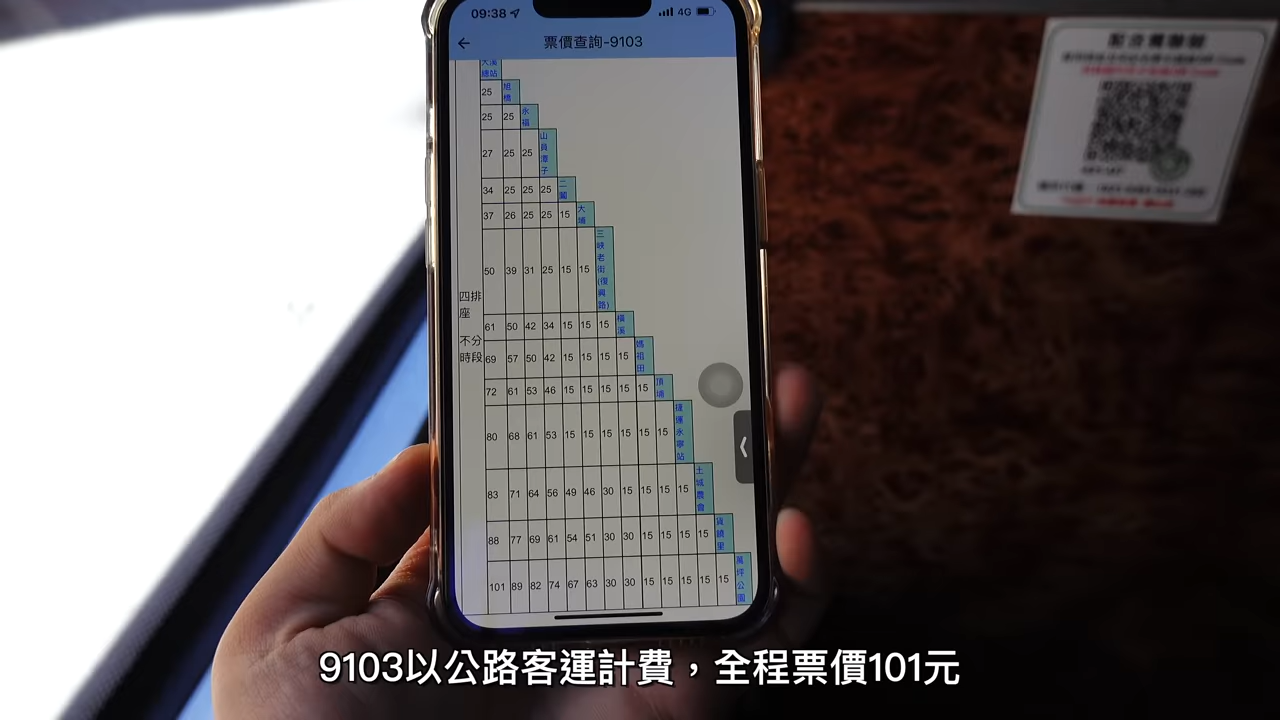 09:38
4G
票價查詢-9103
大溪總站
25 旭橋
25 25 永福
27 25 25 山員潭子
34 25 25 25 二鬮
37 26 25 25 15 大埔
50 39 31 25 15 15 三峽老街(復興路)
四排座 不分時段
61 50 42 34 15 15 15 橫溪
69 57 50 42 15 15 15 15 媽祖田
72 61 53 46 15 15 15 15 15 頂埔
80 68 61 53 15 15 15 15 15 15 捷運永寧站
83 71 64 56 49 46 30 15 15 15 15 土城農會
88 77 69 61 54 51 30 30 15 15 15 15 貨饒里
101 89 82 74 67 63 30 30 15 15 15 15 15 萬坪公園
9103以公路客運計費，全程票價101元